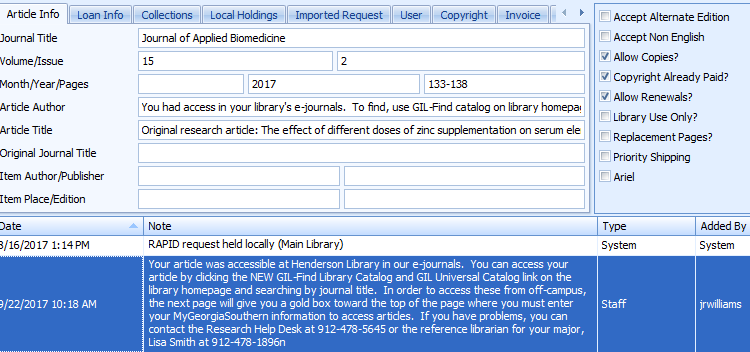 Article Info Loan Info Collections Local Holdings Imported Request User Copyright Invoice
Journal Title Journal of Applied Biomedicine
Volume/Issue 15 2
Month/Year/Pages 2017 133-138
Article Author You had access in your library's e-journals. To find, use GIL-Find catalog on library homepag
Article Title Original research article: The effect of different doses of zinc supplementation on serum ele
Original Journal Title
Item Author/Publisher
Item Place/Edition
Accept Alternate Edition
Accept Non English
Allow Copies?
Copyright Already Paid?
Allow Renewals?
Library Use Only?
Replacement Pages?
Priority Shipping
Ariel
Date Note Type Added By
8/16/2017 1:14 PM RAPID request held locally (Main Library) System System
9/22/2017 10:18 AM Staff jrwilliams
Your article was accessible at Henderson Library in our e-journals. You can access your
article by clicking the NEW GIL-Find Library Catalog and GIL Universal Catalog link on the
library homepage and searching by journal title. In order to access these from off-campus,
the next page will give you a gold box toward the top of the page where you must enter
your MyGeorgiaSouthern information to access articles. If you have problems, you can
contact the Research Help Desk at 912-478-5645 or the reference librarian for your major,
Lisa Smith at 912-478-1896n